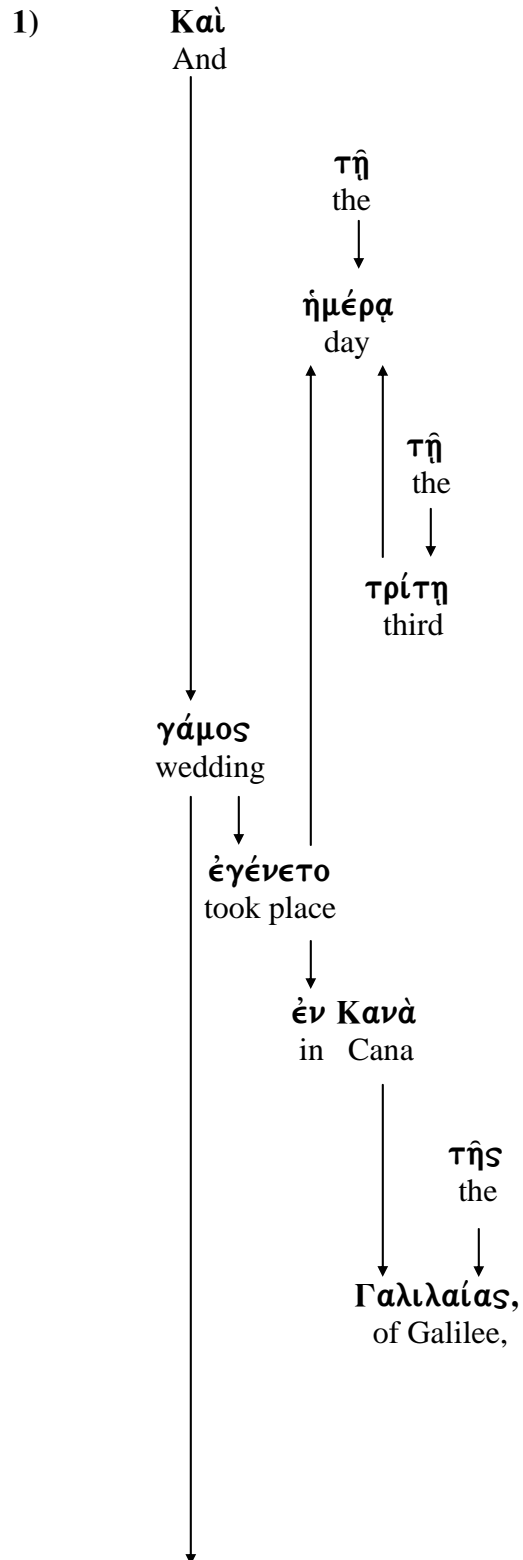 1) Καὶ
And
τῇ
the
ἡμέρᾳ
day
τῇ
the
τρίτῃ
third
γάμος
wedding
ἐγένετο
took place
ἐν Κανὰ
in Cana
τῆς
the
Γαλιλαίας,
of Galilee,